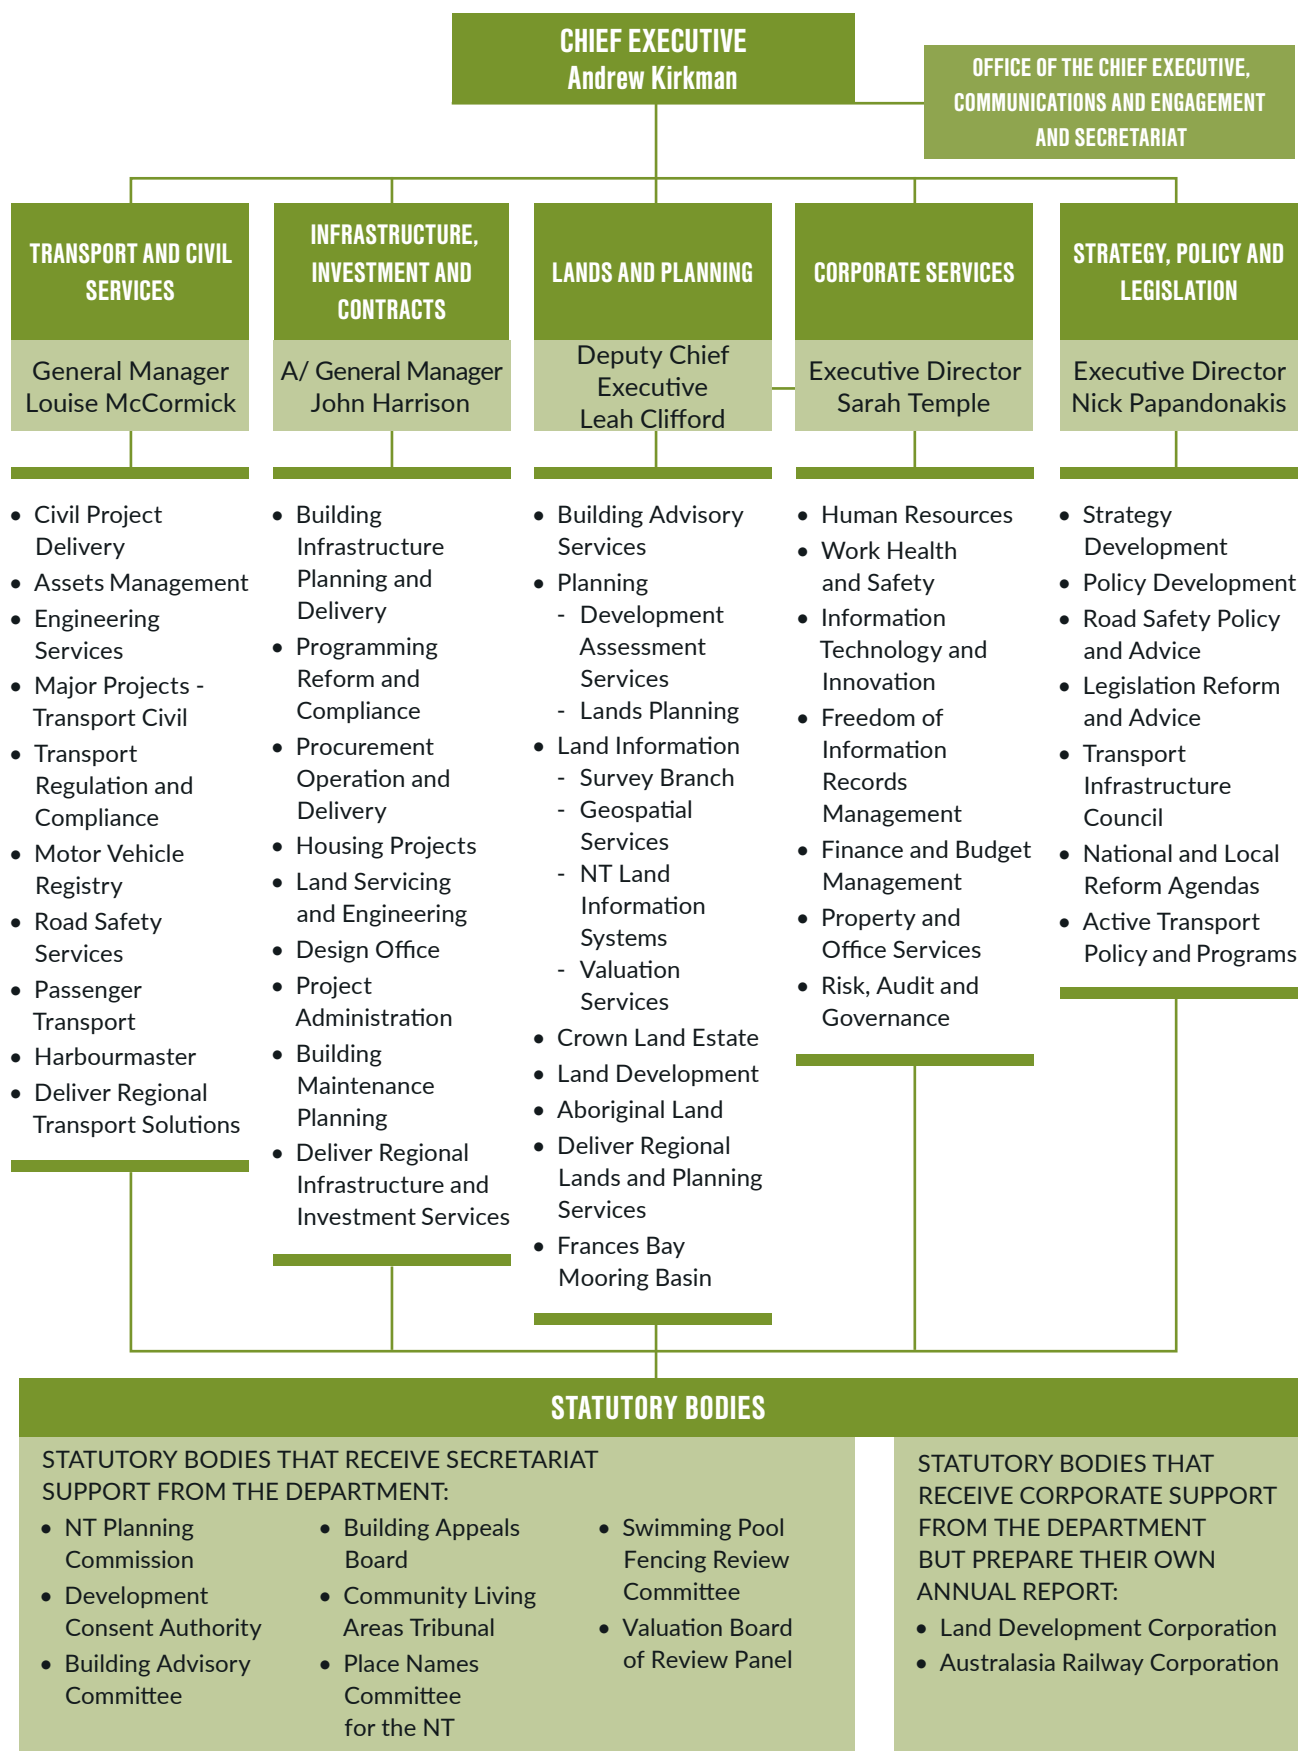 CHIEF EXECUTIVE
Andrew Kirkman
OFFICE OF THE CHIEF EXECUTIVE,
COMMUNICATIONS AND ENGAGEMENT
AND SECRETARIAT
TRANSPORT AND CIVIL
SERVICES
General Manager
Louise McCormick
• Civil Project
Delivery
• Assets Management
• Engineering
Services
• Major Projects -
Transport Civil
• Transport
Regulation and
Compliance
• Motor Vehicle
Registry
• Road Safety
Services
• Passenger
Transport
• Harbourmaster
• Deliver Regional
Transport Solutions
INFRASTRUCTURE,
INVESTMENT AND
CONTRACTS
A/ General Manager
John Harrison
• Building
Infrastructure
Planning and
Delivery
• Programming
Reform and
Compliance
• Procurement
Operation and
Delivery
• Housing Projects
• Land Servicing
and Engineering
• Design Office
• Project
Administration
• Building
Maintenance
Planning
• Deliver Regional
Infrastructure and
Investment Services
LANDS AND PLANNING
Deputy Chief
Executive
Leah Clifford
• Building Advisory
Services
• Planning
- Development
Assessment
Services
- Lands Planning
• Land Information
- Survey Branch
- Geospatial
Services
- NT Land
Information
Systems
- Valuation
Services
• Crown Land Estate
• Land Development
• Aboriginal Land
• Deliver Regional
Lands and Planning
Services
• Frances Bay
Mooring Basin
CORPORATE SERVICES
Executive Director
Sarah Temple
• Human Resources
• Work Health
and Safety
• Information
Technology and
Innovation
• Freedom of
Information
Records
Management
• Finance and Budget
Management
• Property and
Office Services
• Risk, Audit and
Governance
STRATEGY, POLICY AND
LEGISLATION
Executive Director
Nick Papandonakis
• Strategy
Development
• Policy Development
• Road Safety Policy
and Advice
• Legislation Reform
and Advice
• Transport
Infrastructure
Council
• National and Local
Reform Agendas
• Active Transport
Policy and Programs
STATUTORY BODIES
STATUTORY BODIES THAT RECEIVE SECRETARIAT
SUPPORT FROM THE DEPARTMENT:
• NT Planning
Commission
• Development
Consent Authority
• Building Advisory
Committee
• Building Appeals
Board
• Community Living
Areas Tribunal
• Place Names
Committee
for the NT
• Swimming Pool
Fencing Review
Committee
• Valuation Board
of Review Panel
STATUTORY BODIES THAT
RECEIVE CORPORATE SUPPORT
FROM THE DEPARTMENT
BUT PREPARE THEIR OWN
ANNUAL REPORT:
• Land Development Corporation
• Australasia Railway Corporation